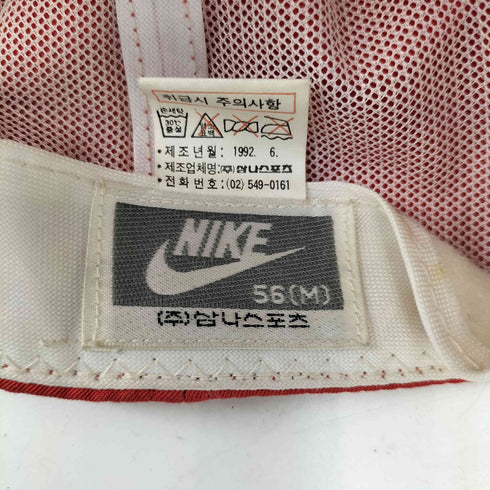 취급시 주의사항
손세탁
30℃
중성
• 제조년월: 1992. 6.
• 제조업체명: (주)삼나스포츠
• 전화 번호: (02) 549-0161
NIKE
56(M)
(주)삼나스포츠